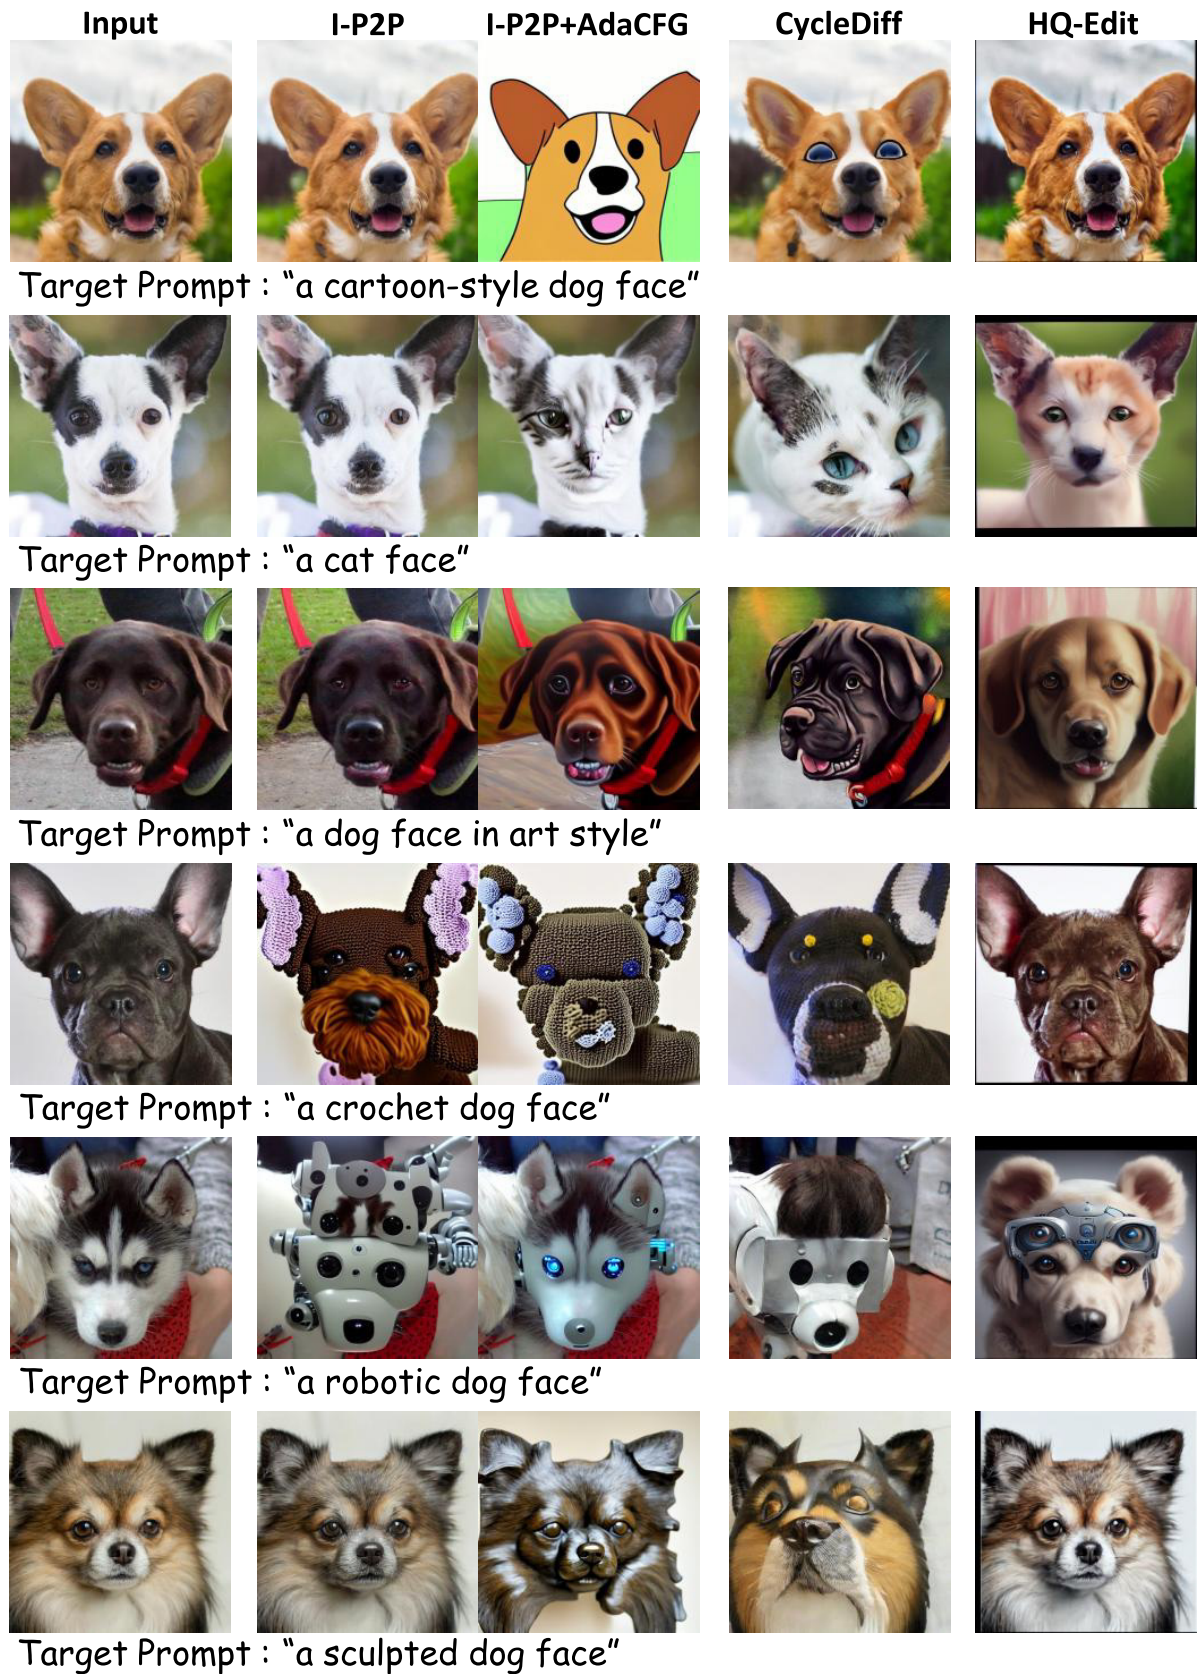 Input I-P2P I-P2P+AdaCFG CycleDiff HQ-Edit
Target Prompt : “a cartoon-style dog face”
Target Prompt : “a cat face”
Target Prompt : “a dog face in art style”
Target Prompt : “a crochet dog face”
Target Prompt : “a robotic dog face”
Target Prompt : “a sculpted dog face”